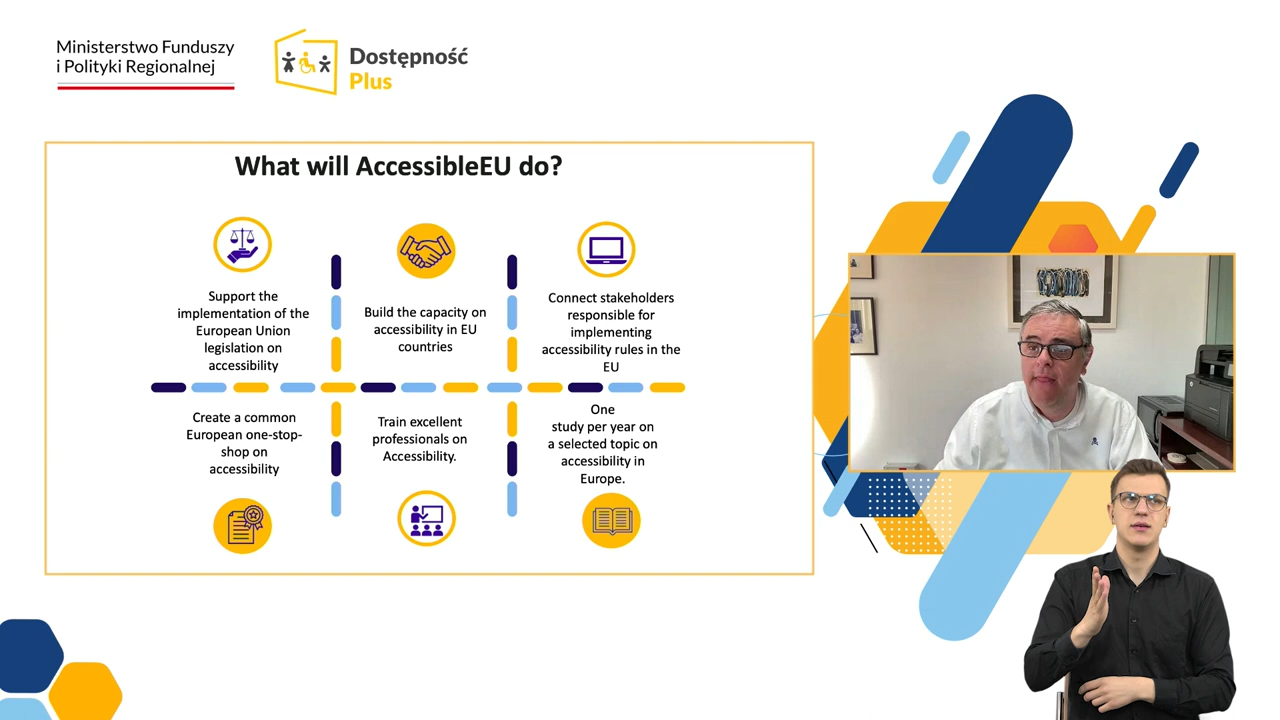 Ministerstwo Funduszy
i Polityki Regionalnej
Dostępność
Plus
What will AccessibleEU do?
Support the
implementation of the
European Union
legislation on
accessibility
Build the capacity on
accessibility in EU
countries
Connect stakeholders
responsible for
implementing
accessibility rules in the
EU
Create a common
European one-stop-
shop on
accessibility
Train excellent
professionals on
Accessibility.
One
study per year on
a selected topic on
accessibility in
Europe.